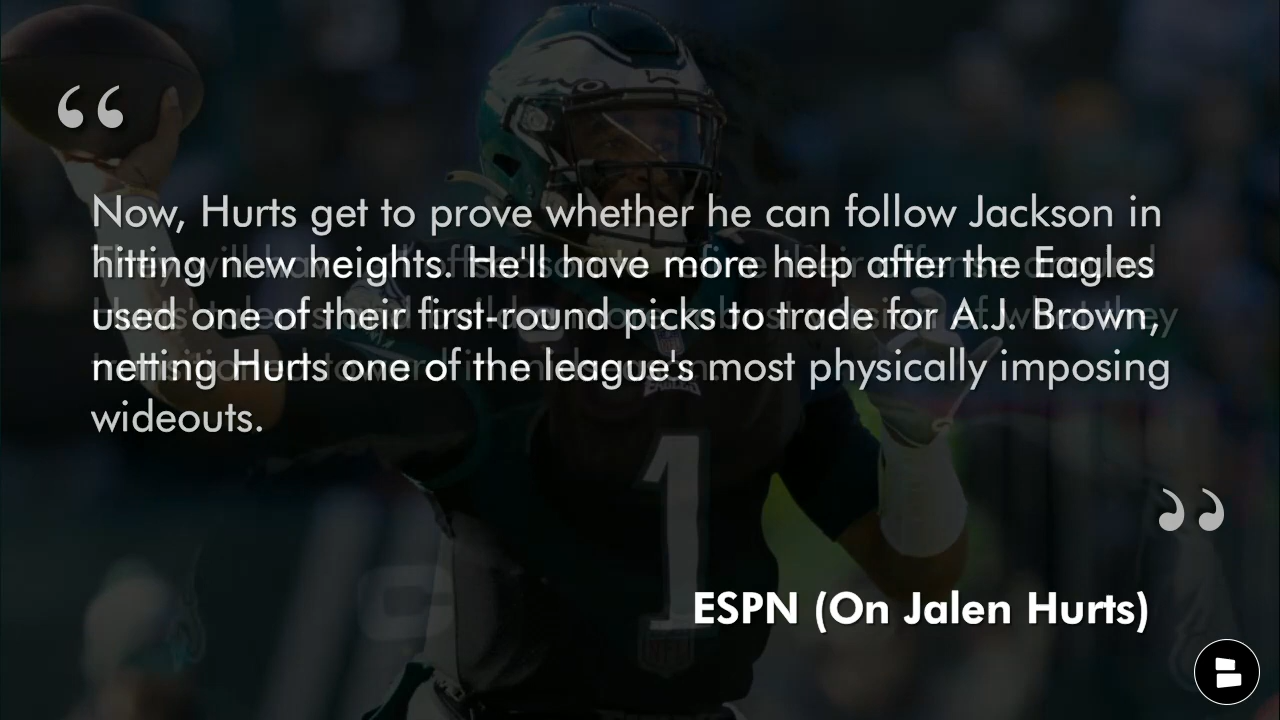 “
Now, Hurts get to prove whether he can follow Jackson in
hitting new heights. He'll have more help after the Eagles
used one of their first-round picks to trade for A.J. Brown,
netting Hurts one of the league's most physically imposing
wideouts.
”
ESPN (On Jalen Hurts)
1